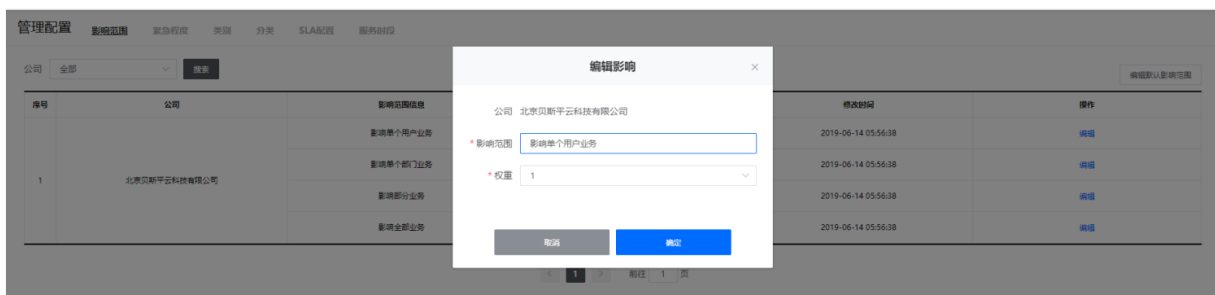 管理配置 影响范围 紧急程度 类别 分类 SLA配置 服务时段
公司 全部 搜索
编辑默认影响范围
序号 公司 影响范围信息 修改时间 操作
影响单个用户业务 2019-06-14 05:56:38 编辑
影响单个部门业务 2019-06-14 05:56:38 编辑
1 北京贝斯平云科技有限公司
影响部分业务 2019-06-14 05:56:38 编辑
影响全部业务 2019-06-14 05:56:38 编辑
< 1 > 前往 1 页
编辑影响 ×
公司 北京贝斯平云科技有限公司
*影响范围 影响单个用户业务
*权重 1
取消 确定